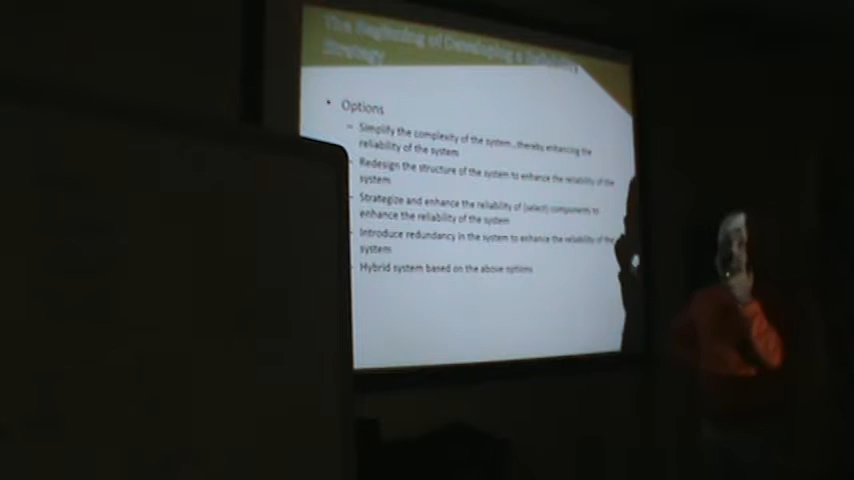 The Beginning of Developing a Reliability
Strategy
• Options
– Simplify the complexity of the system, thereby enhancing the
reliability of the system
– Redesign the structure of the system to enhance the reliability of the
system
– Strategize and enhance the reliability of (select) components to
enhance the reliability of the system
– Introduce redundancy in the system to enhance the reliability of the
system
– Hybrid system based on the above options